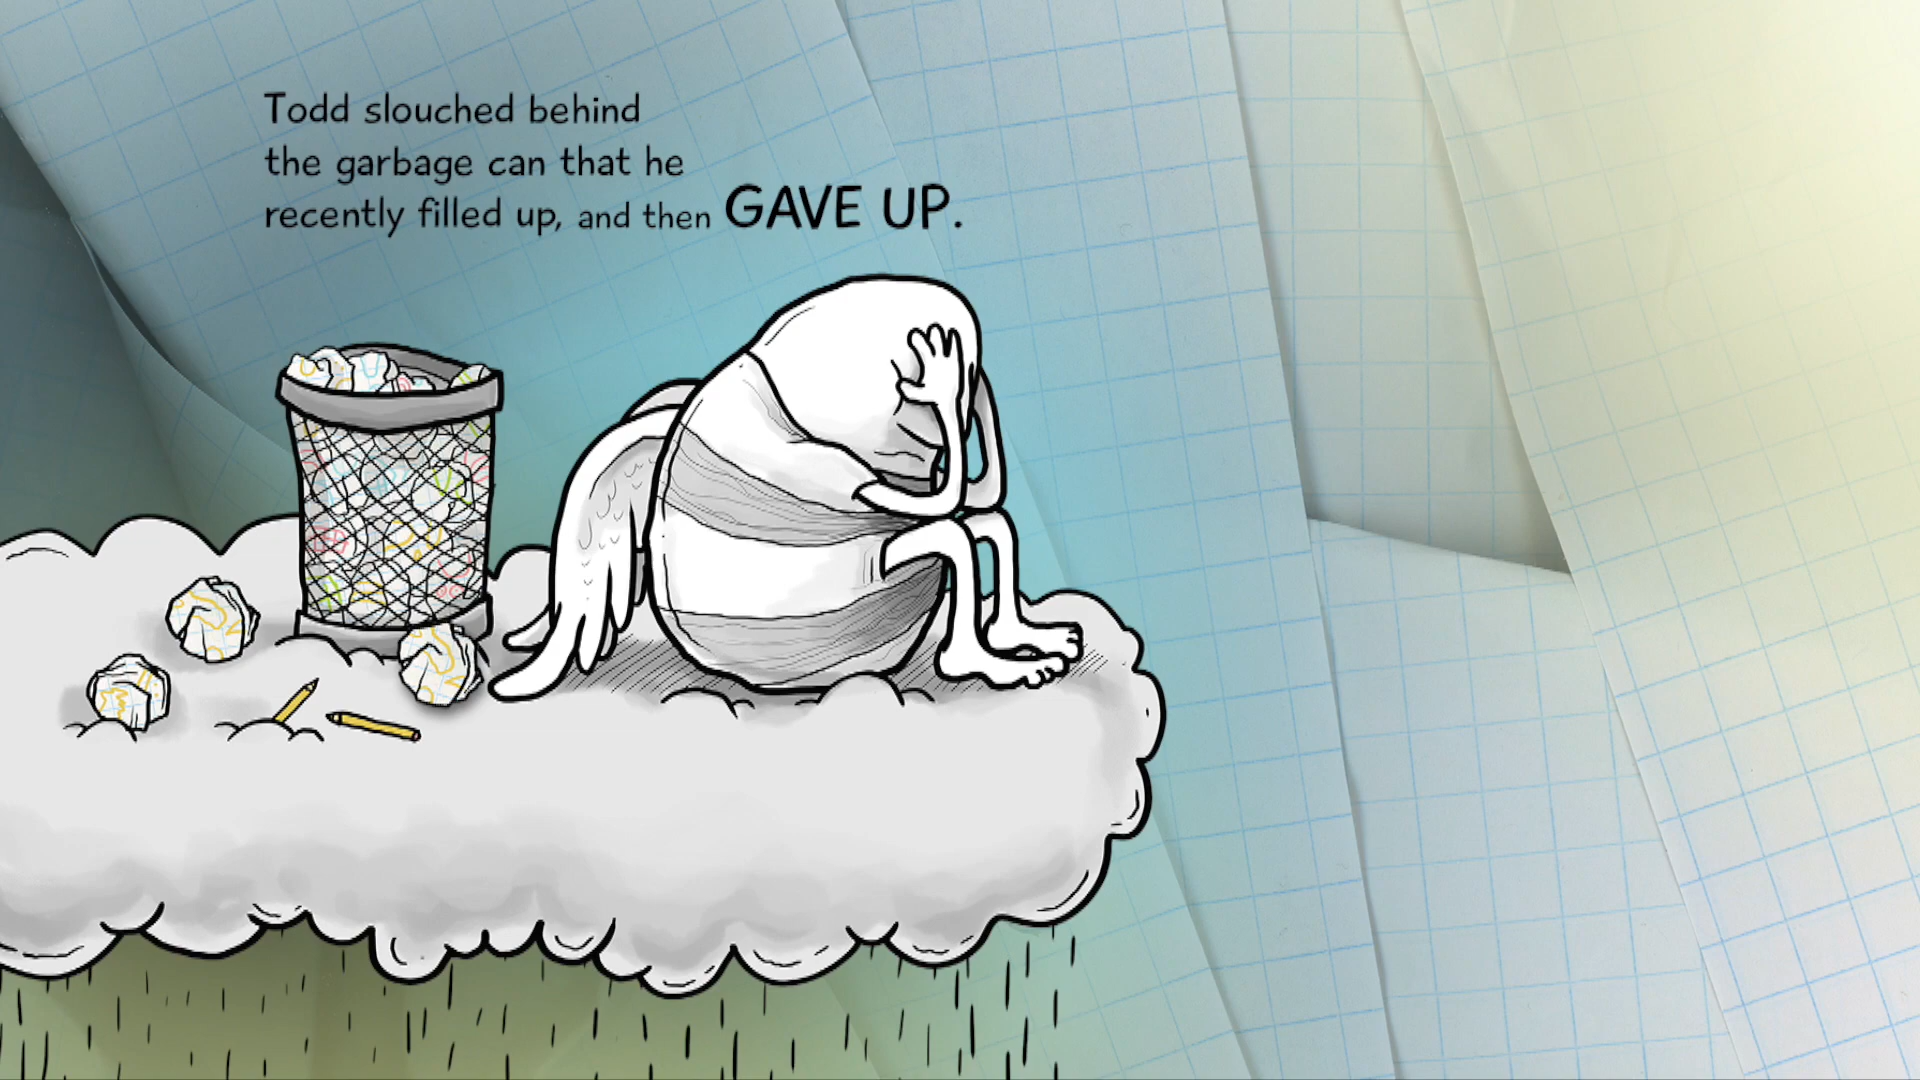 Todd slouched behind
the garbage can that he
recently filled up, and then GAVE UP.